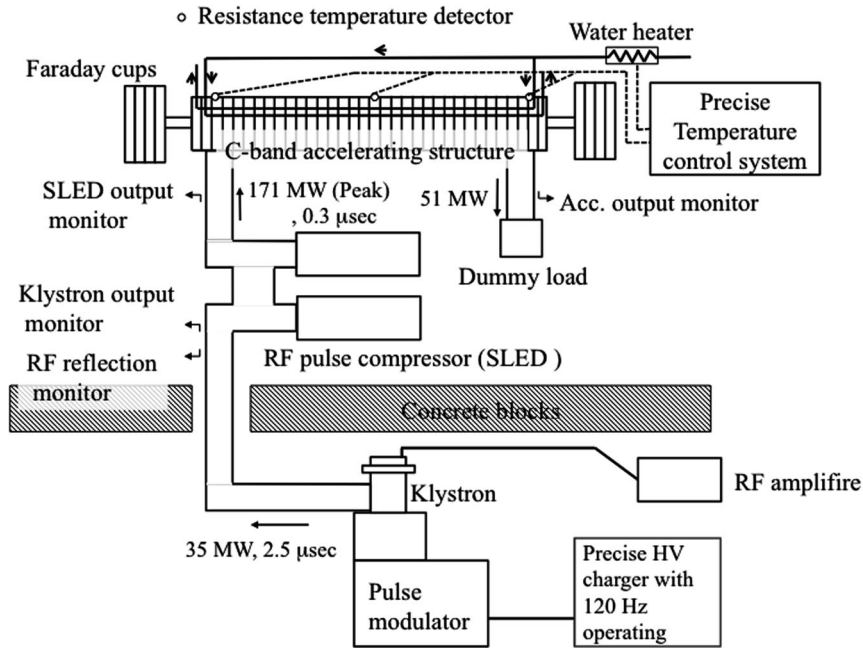 Resistance temperature detector
Water heater
Faraday cups
Precise
Temperature
control system
C-band accelerating structure
SLED output
monitor
171 MW (Peak)
, 0.3 μsec
51 MW
Acc. output monitor
Dummy load
Klystron output
monitor
RF reflection
monitor
RF pulse compressor (SLED )
Concrete blocks
Klystron
RF amplifire
35 MW, 2.5 μsec
Pulse
modulator
Precise HV
charger with
120 Hz
operating